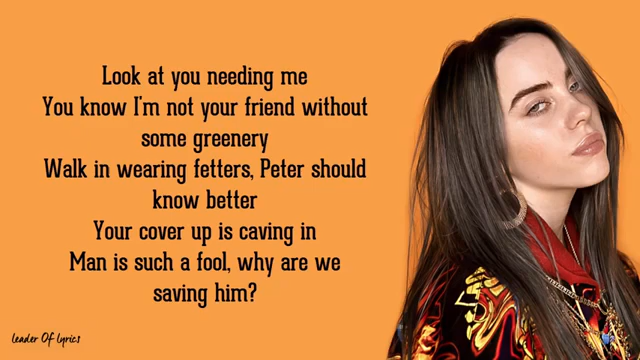 Look at you needing me
You know I'm not your friend without
some greenery
Walk in wearing fetters, Peter should
know better
Your cover up is caving in
Man is such a fool, why are we
saving him?
Leader Of Lyrics